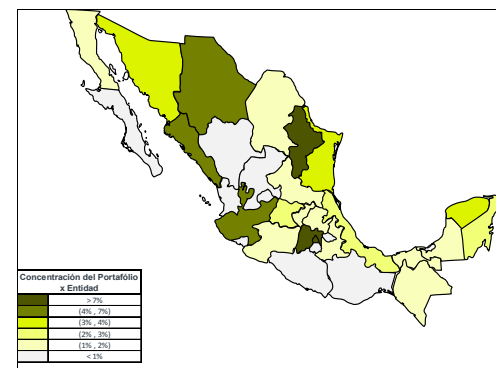 Concentración del Portafólio
x Entidad
> 7%
(4% , 7%)
(3% , 4%)
(2% , 3%)
(1% , 2%)
< 1%